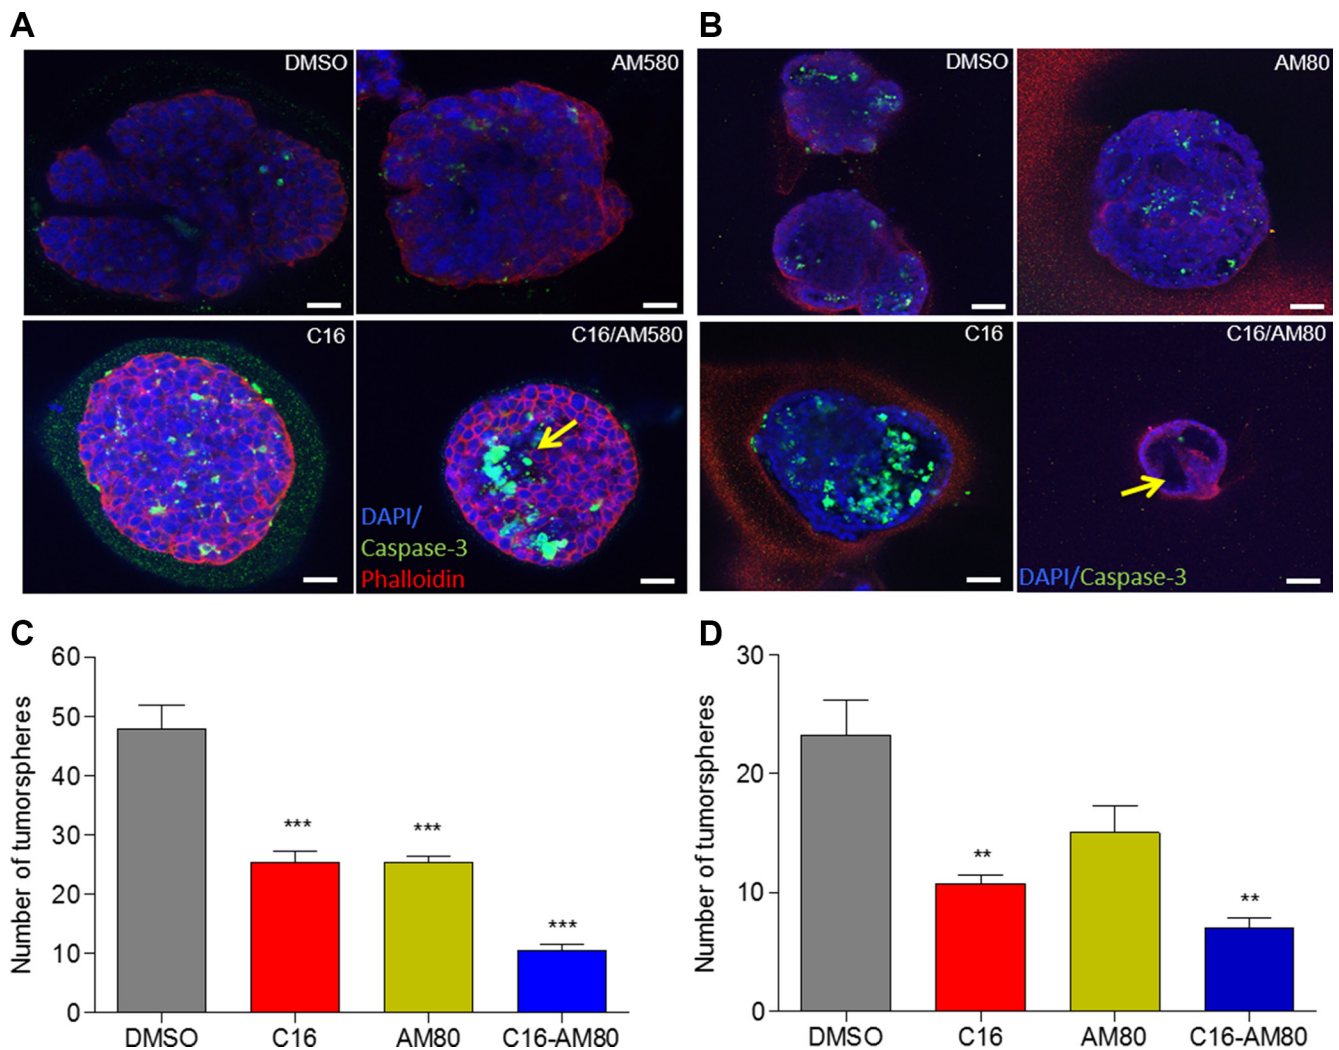 A
DMSO
AM580
C16
C16/AM580
DAPI/
Caspase-3
Phalloidin
B
DMSO
AM80
C16
C16/AM80
DAPI/Caspase-3
C
Number of tumorspheres
60
50
40
30
20
10
0
***
***
***
DMSO
C16
AM80
C16-AM80
D
Number of tumorspheres
30
20
10
0
**
**
DMSO
C16
AM80
C16-AM80